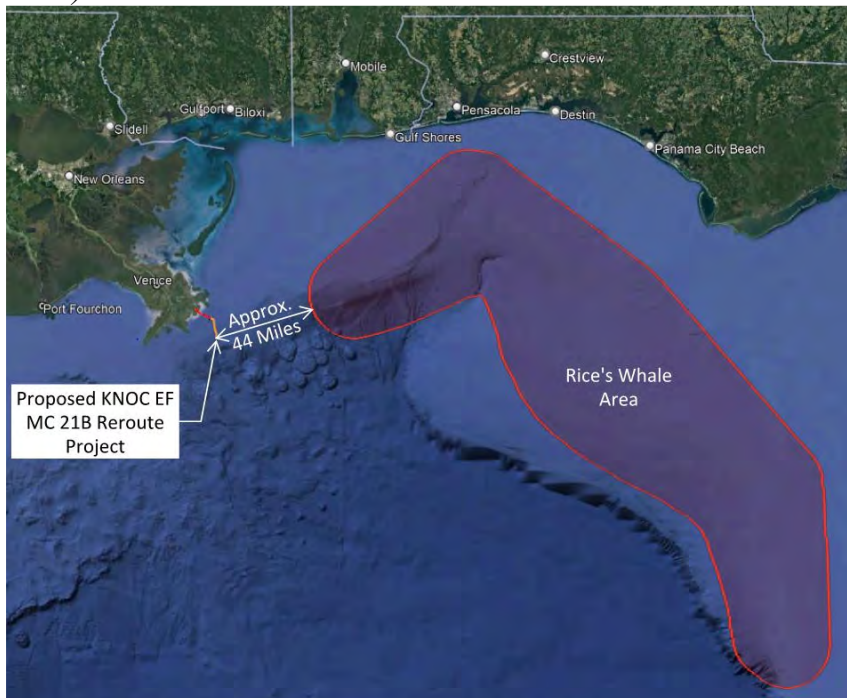 Mobile
Crestview
Gulfport
Biloxi
Pensacola
Destin
Slidell
Gulf Shores
Panama City Beach
New Orleans
Venice
Port Fourchon
Approx.
44 Miles
Proposed KNOC EF
MC 21B Reroute
Project
Rice's Whale
Area